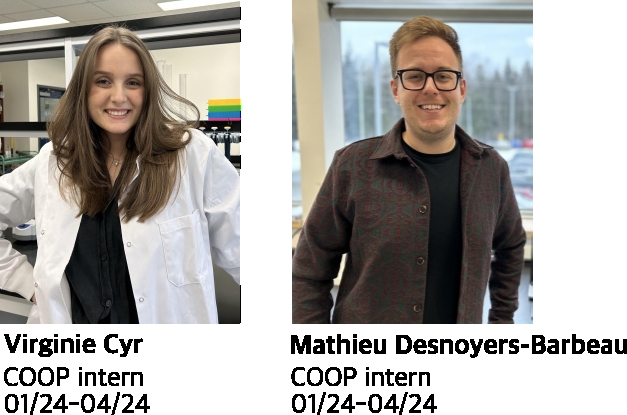 Virginie Cyr
COOP intern
01/24-04/24
Mathieu Desnoyers-Barbeau
COOP intern
01/24-04/24